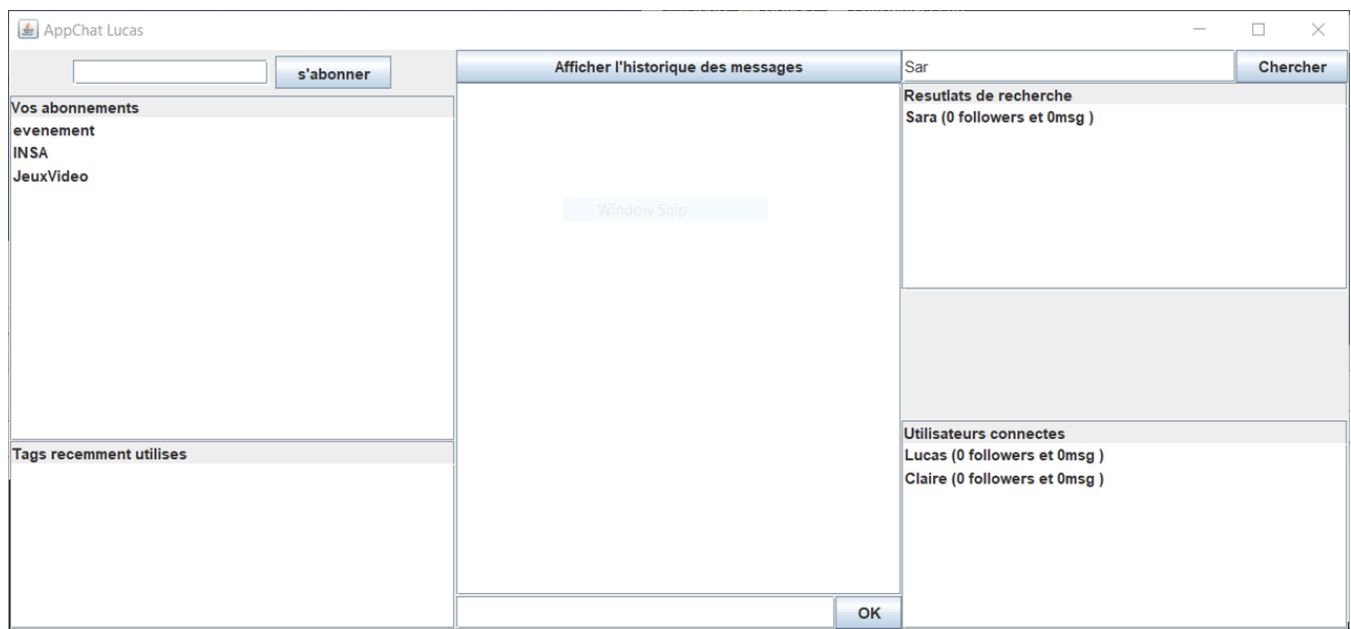 AppChat Lucas
s'abonner
Vos abonnements
evenement
INSA
JeuxVideo
Tags recemment utilises
Afficher l'historique des messages
Window Snip
OK
Sar
Chercher
Resutlats de recherche
Sara (0 followers et 0msg )
Utilisateurs connectes
Lucas (0 followers et 0msg )
Claire (0 followers et 0msg )